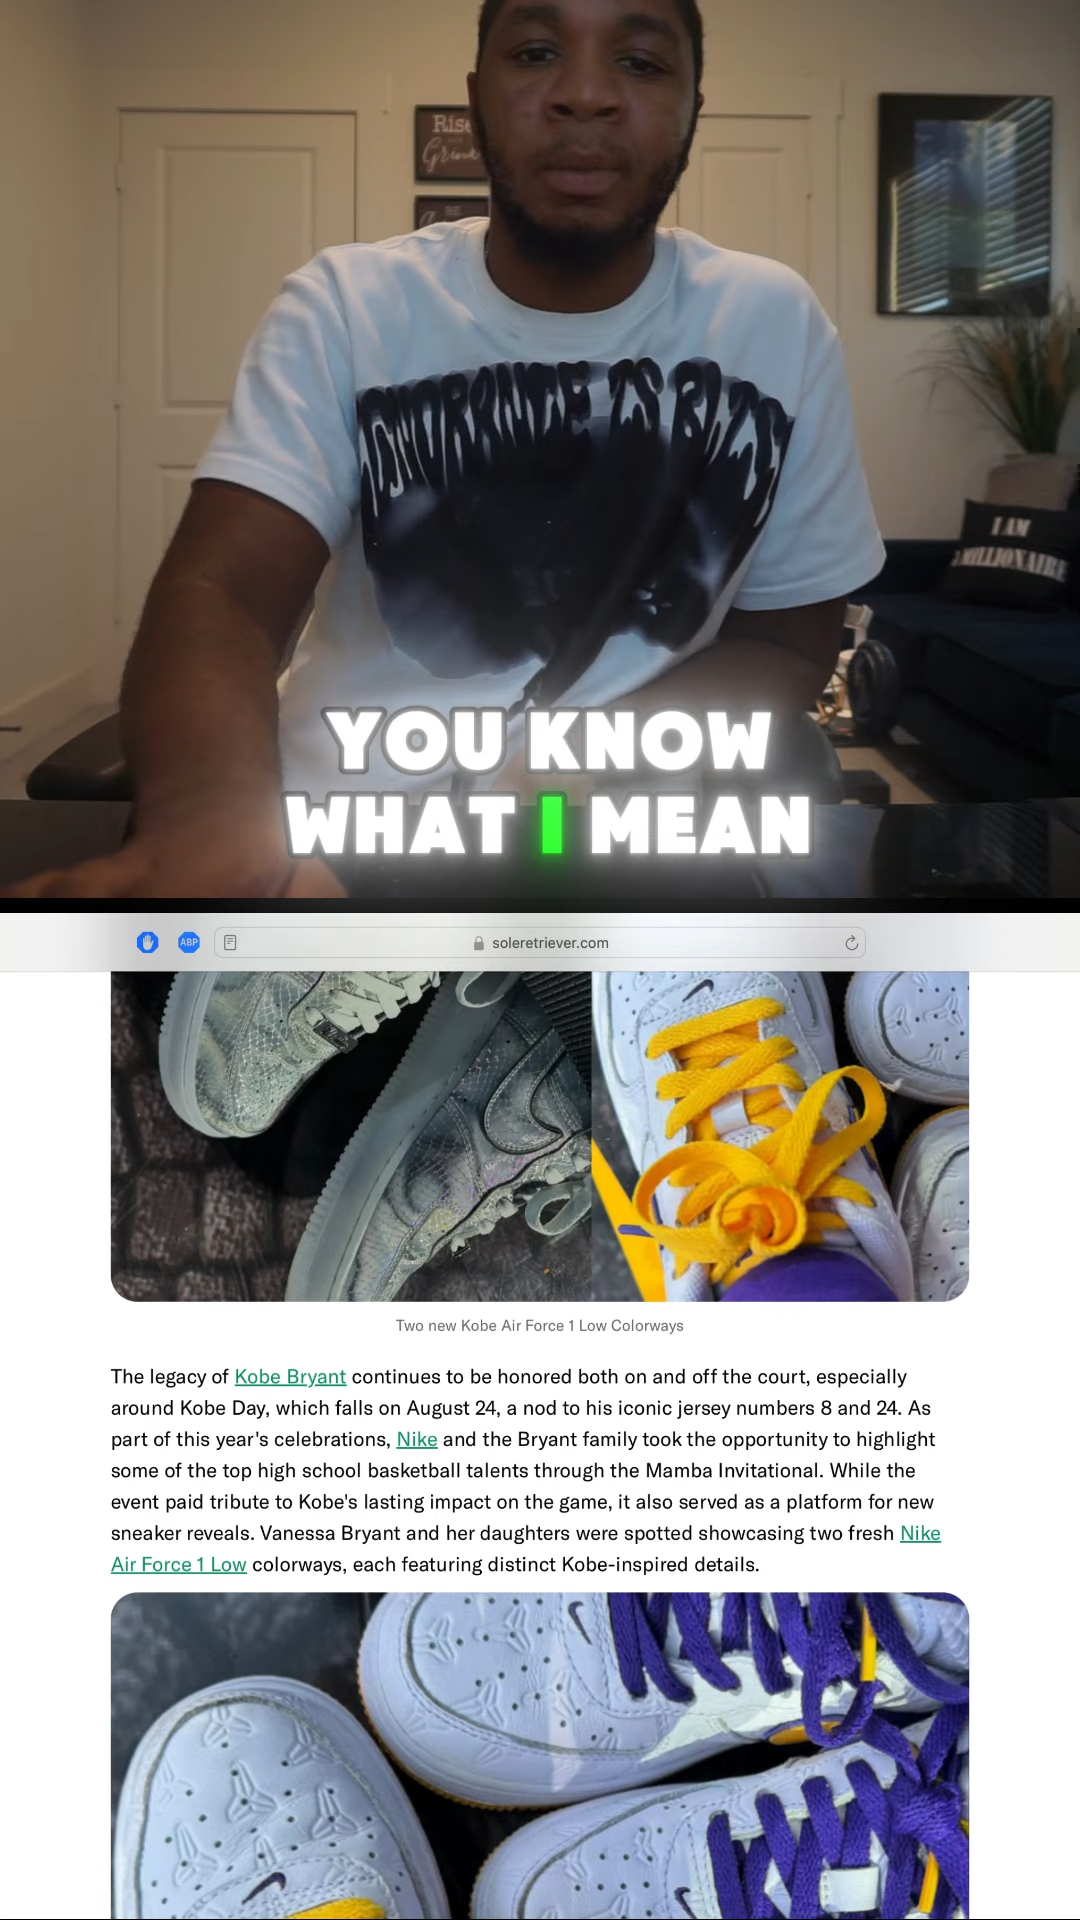 Rise
Grind
IGNORANCE IS BLISS
I AM
A MILLIONAIRE
YOU KNOW
WHAT I MEAN
ABP
soleretriever.com
Two new Kobe Air Force 1 Low Colorways
The legacy of Kobe Bryant continues to be honored both on and off the court, especially
around Kobe Day, which falls on August 24, a nod to his iconic jersey numbers 8 and 24. As
part of this year's celebrations, Nike and the Bryant family took the opportunity to highlight
some of the top high school basketball talents through the Mamba Invitational. While the
event paid tribute to Kobe's lasting impact on the game, it also served as a platform for new
sneaker reveals. Vanessa Bryant and her daughters were spotted showcasing two fresh Nike
Air Force 1 Low colorways, each featuring distinct Kobe-inspired details.